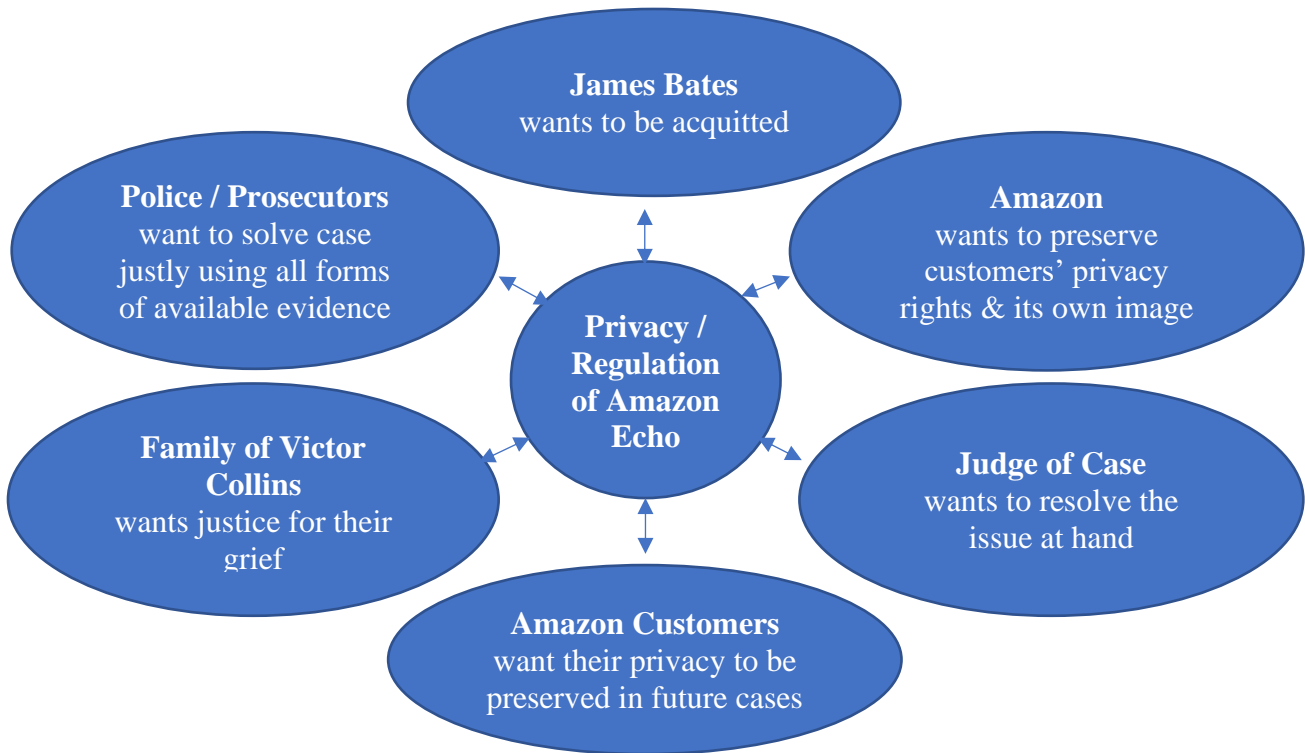 James Bates
wants to be acquitted
Police / Prosecutors
want to solve case
justly using all forms
of available evidence
Amazon
wants to preserve
customers’ privacy
rights & its own image
Privacy /
Regulation
of Amazon
Echo
Family of Victor
Collins
wants justice for their
grief
Judge of Case
wants to resolve the
issue at hand
Amazon Customers
want their privacy to be
preserved in future cases